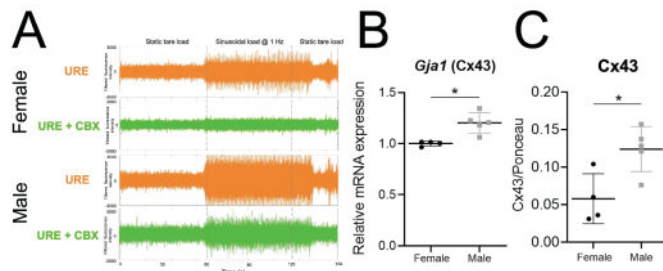 A
Female
Male
URE
URE + CBX
URE
URE + CBX
Static tare load
Sinusoidal load @ 1 Hz
Static tare load
B
Gja1 (Cx43)
*
Relative mRNA expression
1.5
1.0
0.5
0.0
Female
Male
C
Cx43
*
Cx43/Ponceau
0.20
0.15
0.10
0.05
0.00
Female
Male